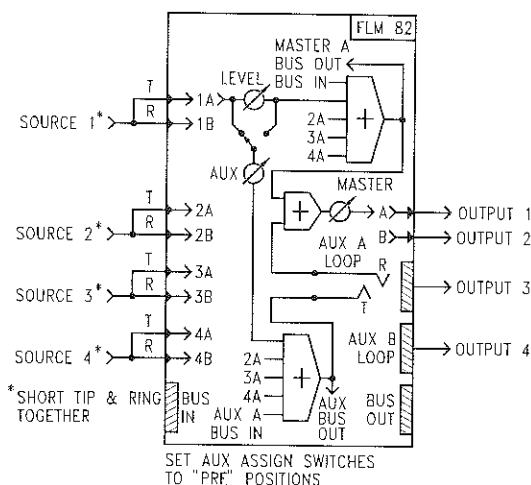 FLM 82
MASTER A
BUS OUT
BUS IN
LEVEL
T
1A
SOURCE 1*
R
1B
2A
3A
4A
+
AUX
MASTER
+
A
OUTPUT 1
B
OUTPUT 2
T
2A
SOURCE 2*
R
2B
AUX A
LOOP
R
T
3A
SOURCE 3*
R
3B
OUTPUT 3
T
T
4A
SOURCE 4*
R
4B
2A
3A
4A
+
AUX B
LOOP
OUTPUT 4
*SHORT TIP & RING
TOGETHER
BUS
IN
AUX A
BUS IN
AUX
BUS
OUT
BUS
OUT
SET AUX ASSIGN SWITCHES
TO "PRE" POSITIONS